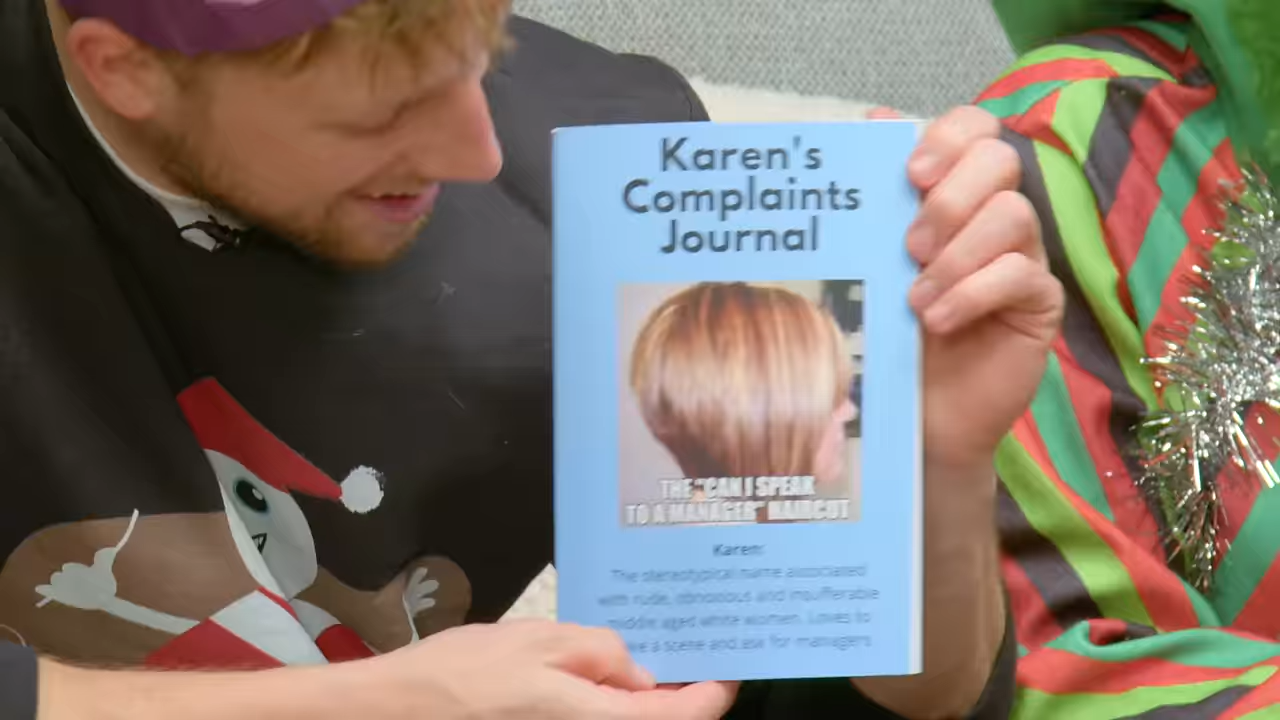 Karen's
Complaints
Journal
THE "CAN I SPEAK
TO A MANAGER" HAIRCUT
Karen:
The stereotypical name associated
with rude, obnoxious and insufferable
middle aged white women. Loves to
a scene and ask for managers